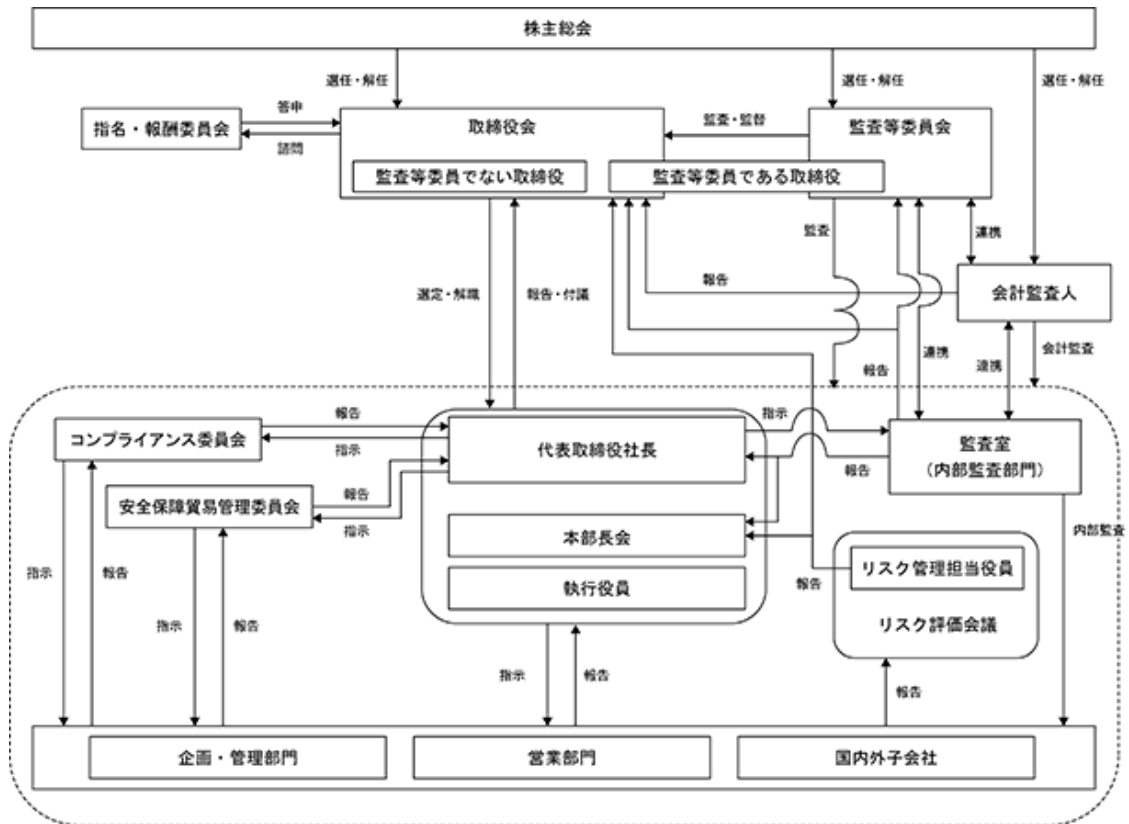 株主総会
選任・解任
選任・解任
選任・解任
指名・報酬委員会
答申
諮問
取締役会
監査・監督
監査等委員会
監査等委員でない取締役
監査等委員である取締役
監査
連携
選定・解職
報告・付議
報告
会計監査人
連携
報告
連携
会計監査
コンプライアンス委員会
報告
指示
代表取締役社長
指示
報告
監査室
（内部監査部門）
安全保障貿易管理委員会
報告
指示
本部長会
内部監査
執行役員
報告
リスク管理担当役員
リスク評価会議
指示
報告
指示
報告
指示
報告
報告
企画・管理部門
営業部門
国内外子会社